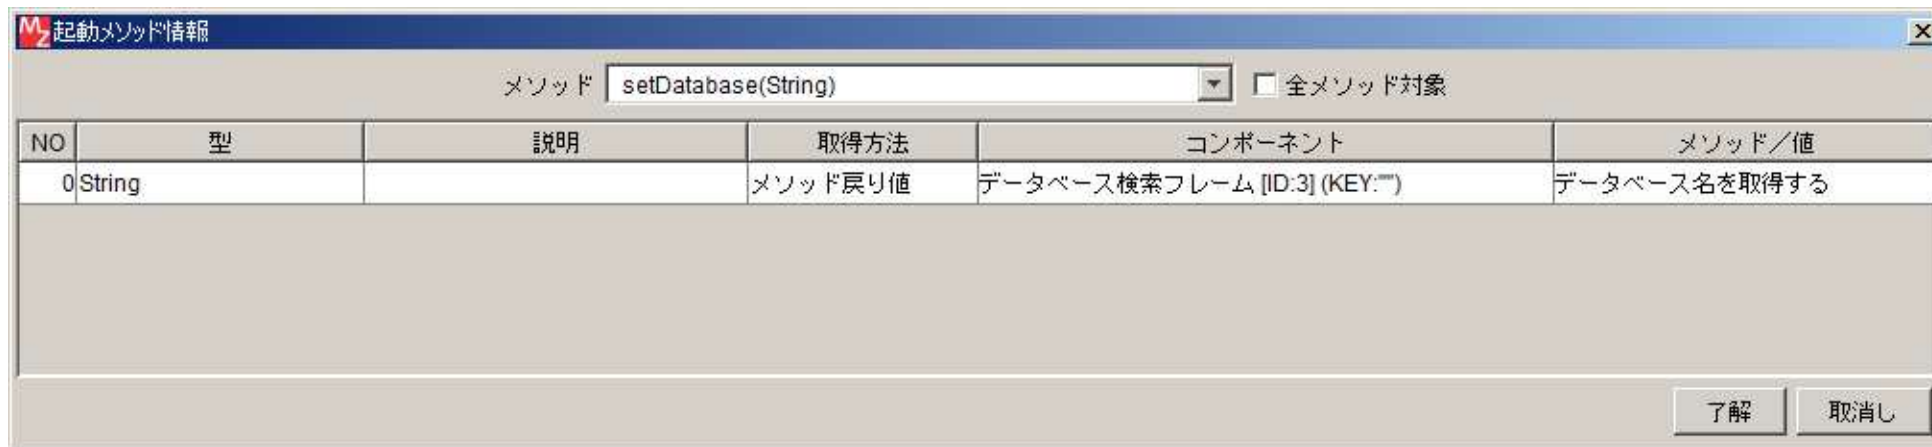 MZ 起動メソッド情報
メソッド setDatabase(String) 全メソッド対象
NO 型 説明 取得方法 コンポーネント メソッド／値
0 String メソッド戻り値 データベース検索フレーム [ID:3] (KEY:"") データベース名を取得する
了解 取消し